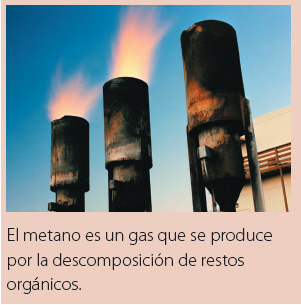 El metano es un gas que se produce
por la descomposición de restos
orgánicos.